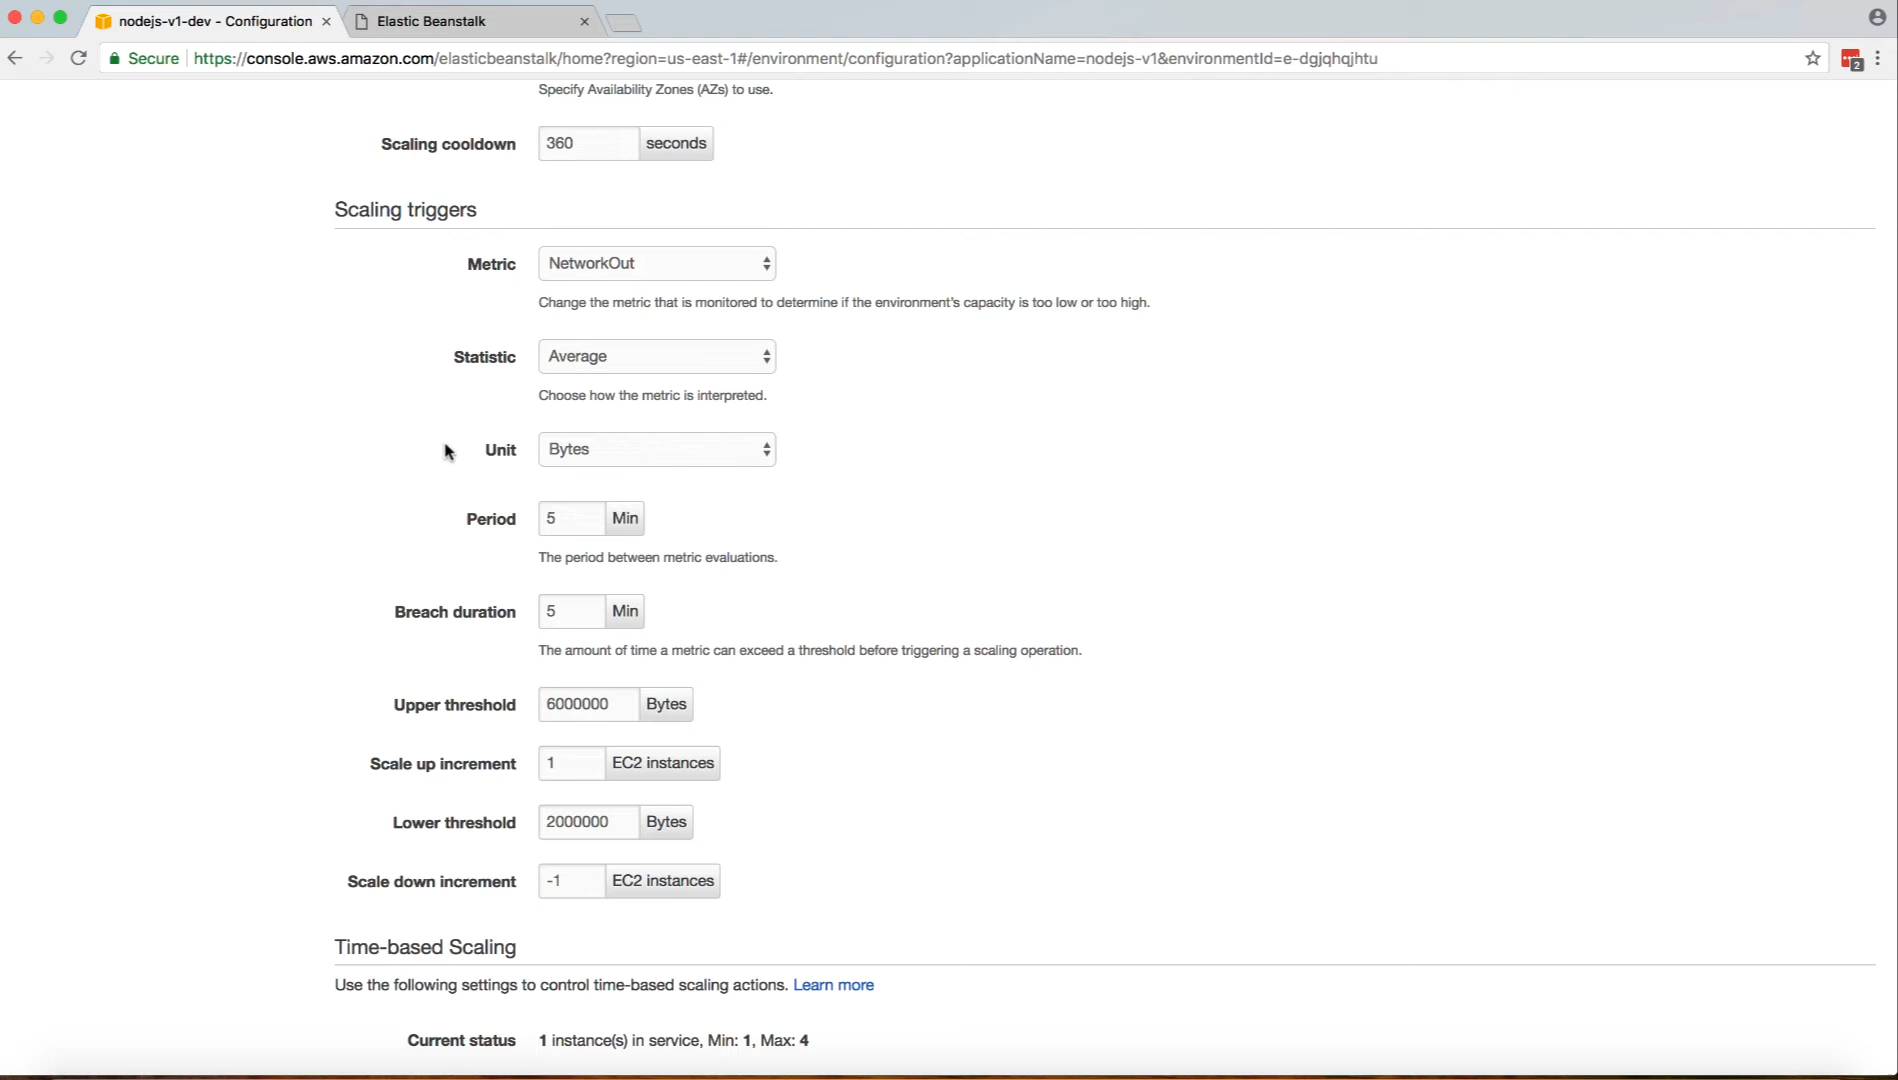 nodejs-v1-dev - Configuration
Elastic Beanstalk
Secure
https://console.aws.amazon.com/elasticbeanstalk/home?region=us-east-1#/environment/configuration?applicationName=nodejs-v1&environmentId=e-dgjqhqjhtu
2
Specify Availability Zones (AZs) to use.
Scaling cooldown 360 seconds
Scaling triggers
Metric NetworkOut
Change the metric that is monitored to determine if the environment's capacity is too low or too high.
Statistic Average
Choose how the metric is interpreted.
Unit Bytes
Period 5 Min
The period between metric evaluations.
Breach duration 5 Min
The amount of time a metric can exceed a threshold before triggering a scaling operation.
Upper threshold 6000000 Bytes
Scale up increment 1 EC2 instances
Lower threshold 2000000 Bytes
Scale down increment -1 EC2 instances
Time-based Scaling
Use the following settings to control time-based scaling actions. Learn more
Current status 1 instance(s) in service, Min: 1, Max: 4